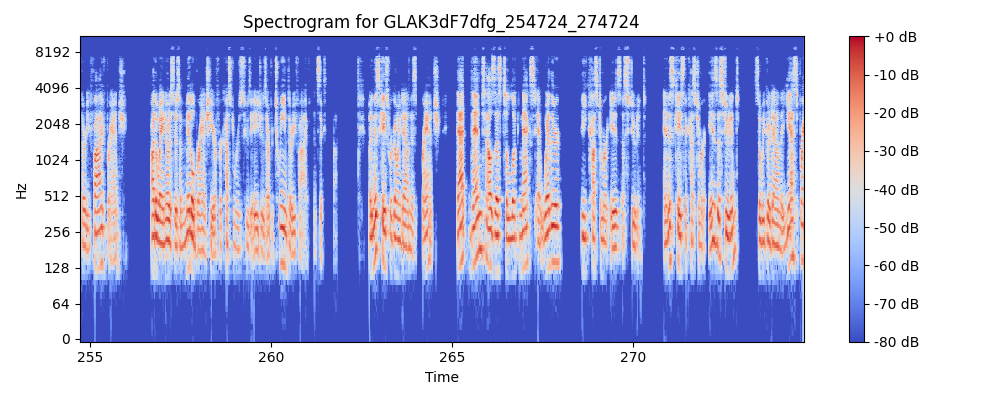 Spectrogram for GLAK3dF7dfg_254724_274724
8192
4096
2048
1024
512
256
128
64
0
Hz
255
260
265
270
Time
+0 dB
-10 dB
-20 dB
-30 dB
-40 dB
-50 dB
-60 dB
-70 dB
-80 dB